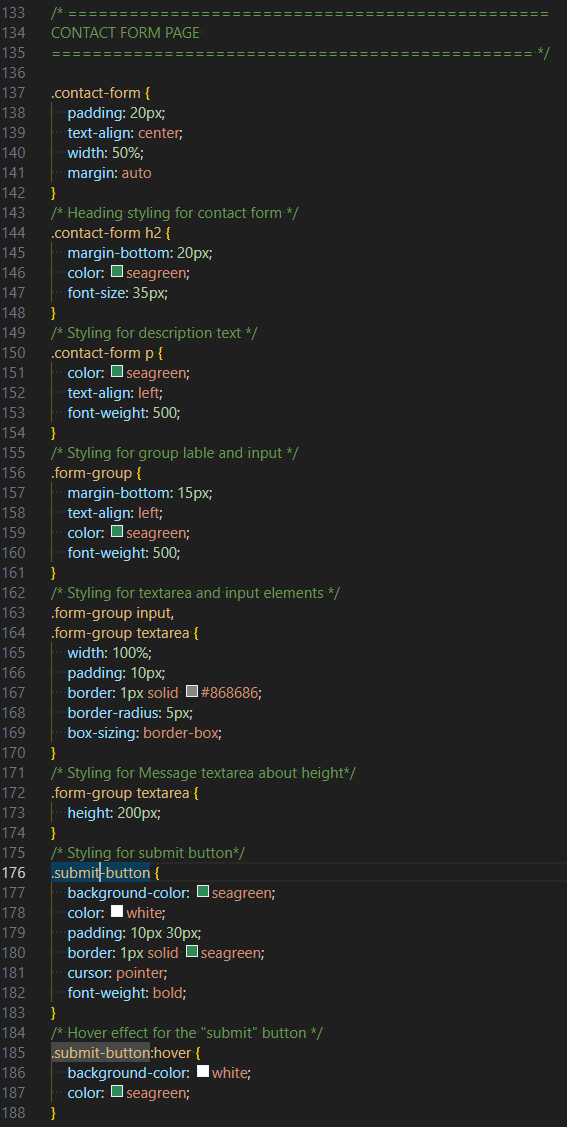 133 /* ================================================
134 CONTACT FORM PAGE
135 ================================================ */
136
137 .contact-form {
138 padding: 20px;
139 text-align: center;
140 width: 50%;
141 margin: auto
142 }
143 /* Heading styling for contact form */
144 .contact-form h2 {
145 margin-bottom: 20px;
146 color: seagreen;
147 font-size: 35px;
148 }
149 /* Styling for description text */
150 .contact-form p {
151 color: seagreen;
152 text-align: left;
153 font-weight: 500;
154 }
155 /* Styling for group lable and input */
156 .form-group {
157 margin-bottom: 15px;
158 text-align: left;
159 color: seagreen;
160 font-weight: 500;
161 }
162 /* Styling for textarea and input elements */
163 .form-group input,
164 .form-group textarea {
165 width: 100%;
166 padding: 10px;
167 border: 1px solid #868686;
168 border-radius: 5px;
169 box-sizing: border-box;
170 }
171 /* Styling for Message textarea about height*/
172 .form-group textarea {
173 height: 200px;
174 }
175 /* Styling for submit button*/
176 .submit-button {
177 background-color: seagreen;
178 color: white;
179 padding: 10px 30px;
180 border: 1px solid seagreen;
181 cursor: pointer;
182 font-weight: bold;
183 }
184 /* Hover effect for the "submit" button */
185 .submit-button:hover {
186 background-color: white;
187 color: seagreen;
188 }